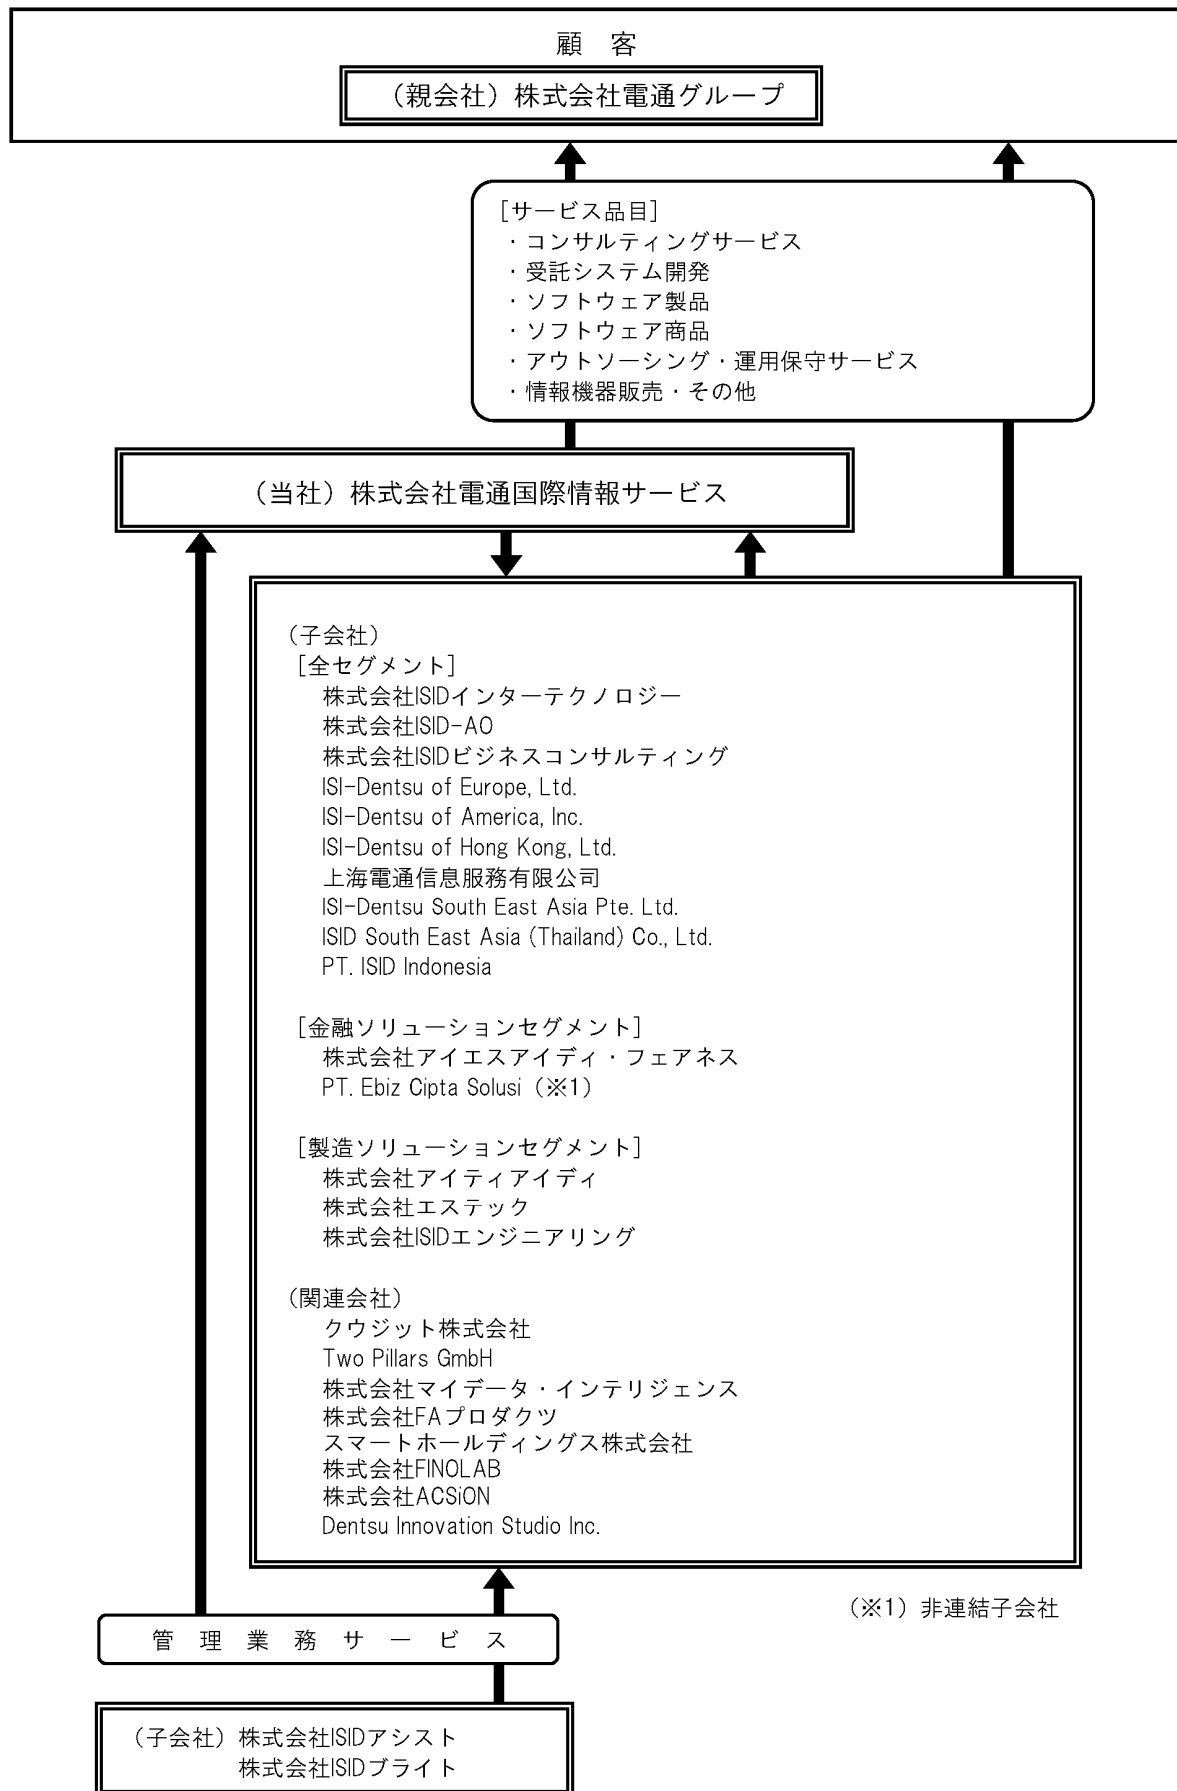 顧 客
（親会社）株式会社電通グループ
［サービス品目］
・コンサルティングサービス
・受託システム開発
・ソフトウェア製品
・ソフトウェア商品
・アウトソーシング・運用保守サービス
・情報機器販売・その他
（当社）株式会社電通国際情報サービス
（子会社）
［全セグメント］
株式会社ISIDインターテクノロジー
株式会社ISID-AO
株式会社ISIDビジネスコンサルティング
ISI-Dentsu of Europe, Ltd.
ISI-Dentsu of America, Inc.
ISI-Dentsu of Hong Kong, Ltd.
上海電通信息服務有限公司
ISI-Dentsu South East Asia Pte. Ltd.
ISID South East Asia (Thailand) Co., Ltd.
PT. ISID Indonesia
［金融ソリューションセグメント］
株式会社アイエスアイディ・フェアネス
PT. Ebiz Cipta Solusi（※1）
［製造ソリューションセグメント］
株式会社アイティアイディ
株式会社エステック
株式会社ISIDエンジニアリング
（関連会社）
クウジット株式会社
Two Pillars GmbH
株式会社マイデータ・インテリジェンス
株式会社FAプロダクツ
スマートホールディングス株式会社
株式会社FINOLAB
株式会社ACSiON
Dentsu Innovation Studio Inc.
（※1）非連結子会社
管 理 業 務 サ ー ビ ス
（子会社）株式会社ISIDアシスト
株式会社ISIDブライト